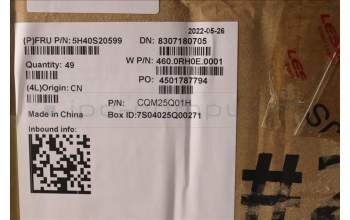 2022-05-26
(P)FRU P/N: 5H40S20599 DN: 8307180705
W P/N: 460.0RH0E.0001
Quantity: 49
PO: 4501787794
(4L)Origin: CN
P/N: CQM25Q01H
Made in China Box ID:7S04025Q00271
Inbound info: